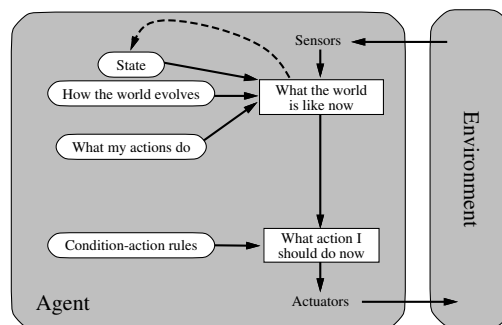 Sensors
State
How the world evolves
What the world
is like now
What my actions do
Condition-action rules
What action I
should do now
Agent
Actuators
Environment